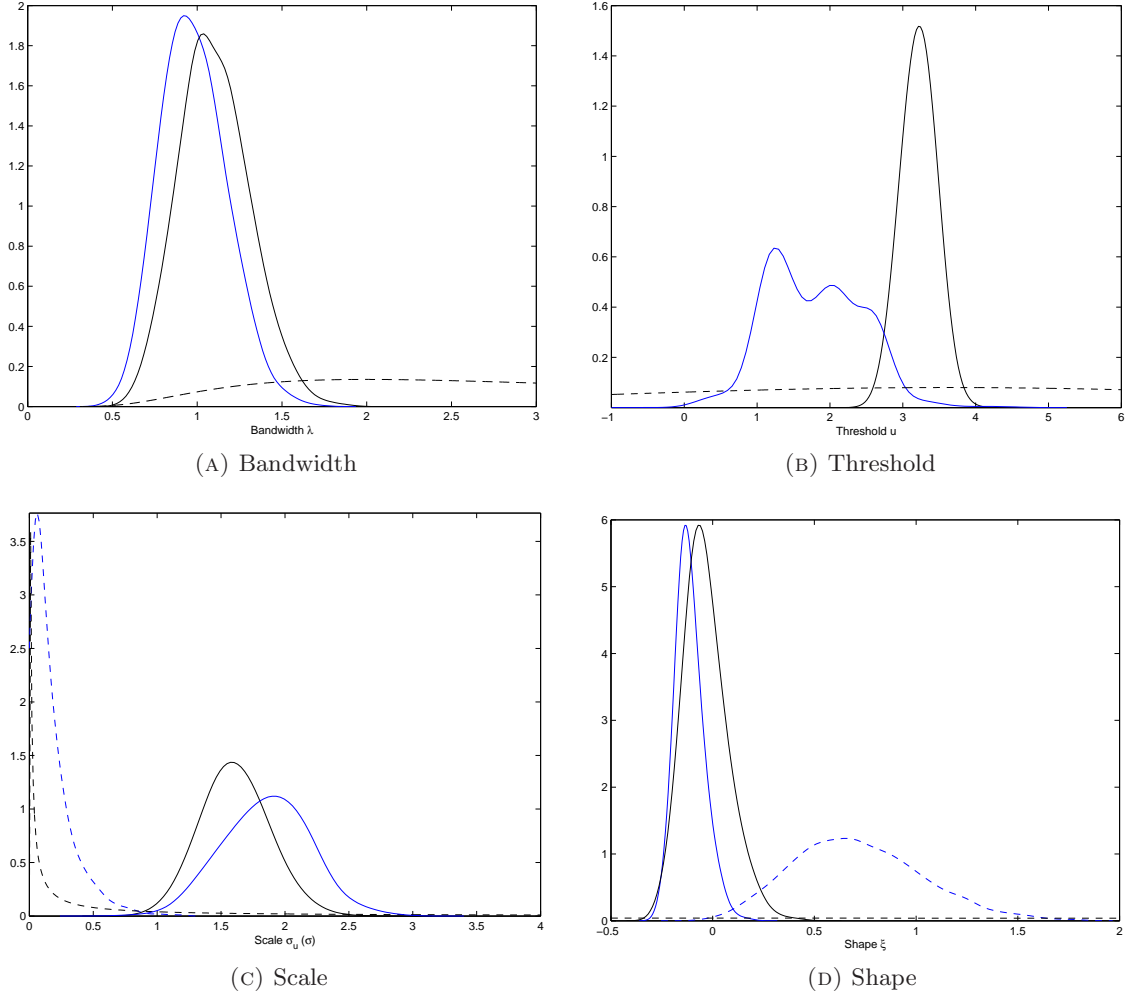 2
1.8
1.6
1.4
1.2
1
0.8
0.6
0.4
0.2
0
0 0.5 1 1.5 2 2.5 3
Bandwidth λ
(A) Bandwidth
1.6
1.4
1.2
1
0.8
0.6
0.4
0.2
−1 0 1 2 3 4 5 6
Threshold u
(B) Threshold
3.5
3
2.5
2
1.5
1
0.5
0
0 0.5 1 1.5 2 2.5 3 3.5 4
Scale σu (σ)
(C) Scale
6
5
4
3
2
1
0
−0.5 0 0.5 1 1.5 2
Shape ξ
(D) Shape